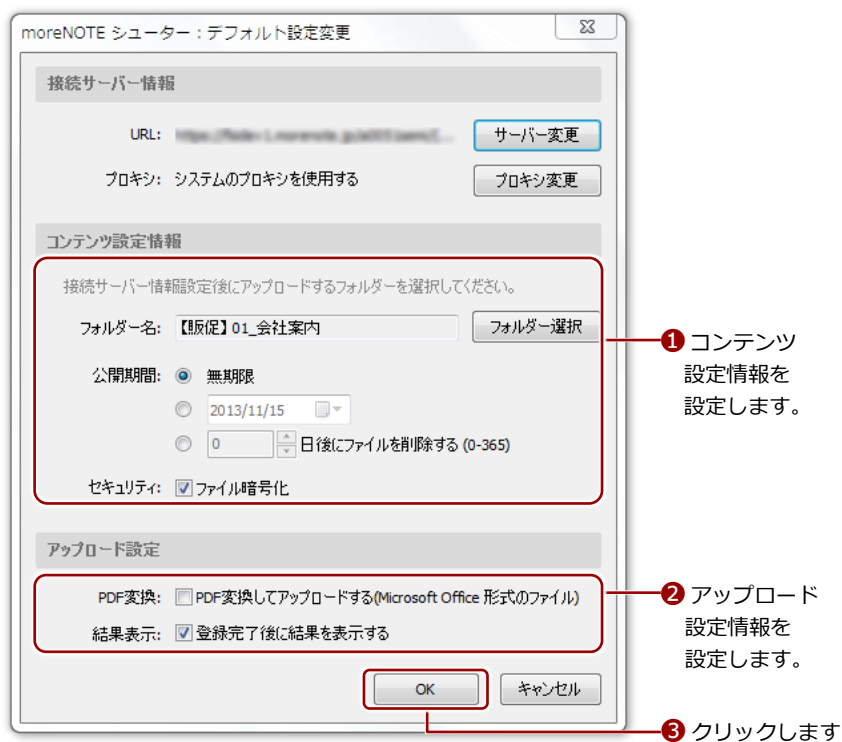 moreNOTE シューター：デフォルト設定変更
接続サーバー情報
URL:
サーバー変更
プロキシ: システムのプロキシを使用する
プロキシ変更
コンテンツ設定情報
接続サーバー情報設定後にアップロードするフォルダーを選択してください。
フォルダー名: 【販促】01_会社案内
フォルダー選択
公開期間: 無期限
2013/11/15
0 日後にファイルを削除する (0-365)
セキュリティ: ファイル暗号化
アップロード設定
PDF変換: PDF変換してアップロードする(Microsoft Office 形式のファイル)
結果表示: 登録完了後に結果を表示する
OK
キャンセル
❶ コンテンツ
設定情報を
設定します。
❷ アップロード
設定情報を
設定します。
❸ クリックします